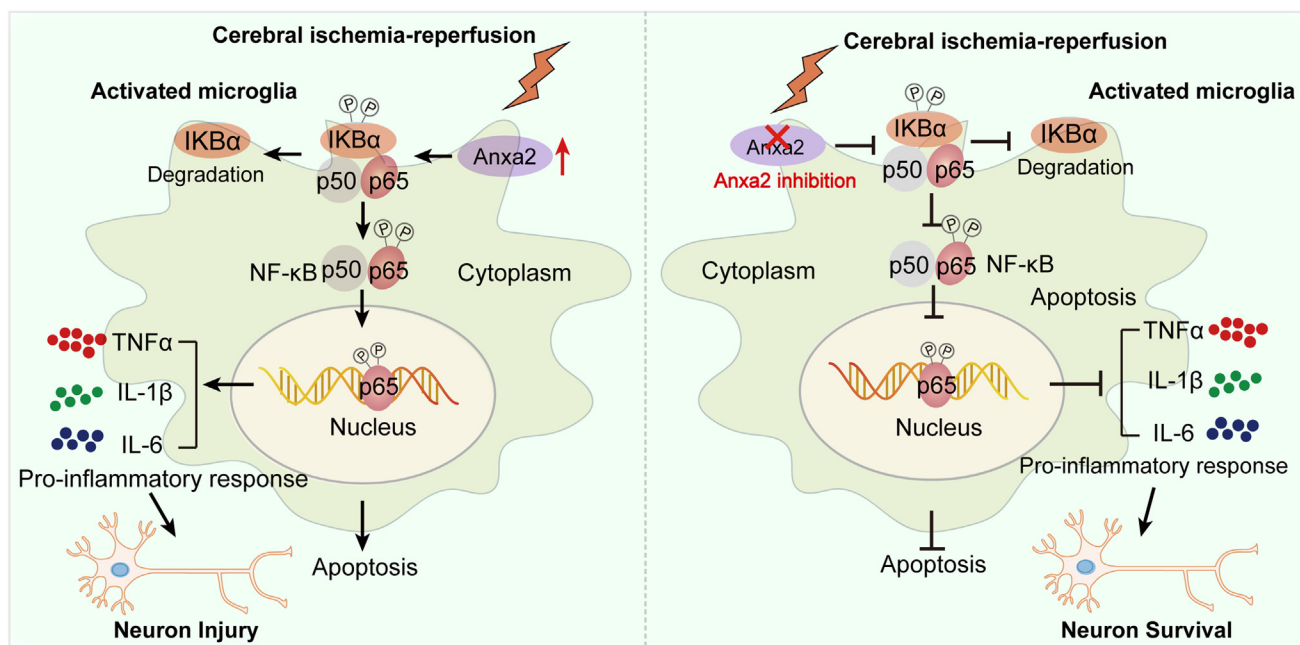 Cerebral ischemia-reperfusion
Activated microglia
P P
IKBα
IKBα
Degradation
p50 p65
Anxa2
P P
NF-κB p50 p65
Cytoplasm
TNFα
IL-1β
IL-6
Pro-inflammatory response
P P
p65
Nucleus
Apoptosis
Neuron Injury
Cerebral ischemia-reperfusion
Activated microglia
P P
IKBα
IKBα
Degradation
Anxa2
Anxa2 inhibition
p50 p65
P P
p50 p65 NF-κB
Cytoplasm
Apoptosis
P P
p65
Nucleus
TNFα
IL-1β
IL-6
Pro-inflammatory response
Apoptosis
Neuron Survival